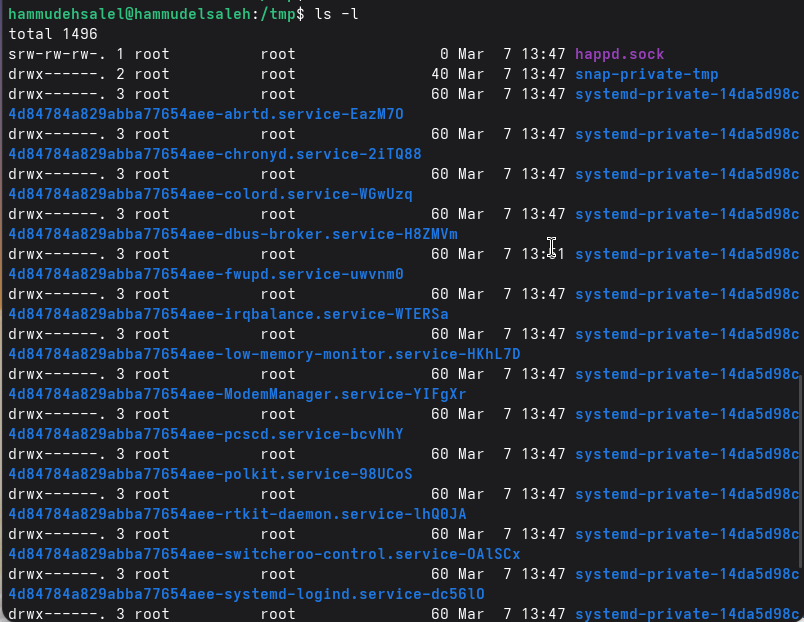 hammudehsalel@hammudelsaleh:/tmp$ ls -l
total 1496
srw-rw-rw-. 1 root          root                0 Mar  7 13:47 happd.sock
drwx------. 2 root          root               40 Mar  7 13:47 snap-private-tmp
drwx------. 3 root          root               60 Mar  7 13:47 systemd-private-14da5d98c
4d84784a829abba77654aee-abrtd.service-EazM7O
drwx------. 3 root          root               60 Mar  7 13:47 systemd-private-14da5d98c
4d84784a829abba77654aee-chronyd.service-2iTQ88
drwx------. 3 root          root               60 Mar  7 13:47 systemd-private-14da5d98c
4d84784a829abba77654aee-colord.service-WGwUzq
drwx------. 3 root          root               60 Mar  7 13:47 systemd-private-14da5d98c
4d84784a829abba77654aee-dbus-broker.service-H8ZMVm
drwx------. 3 root          root               60 Mar  7 systemd-private-14da5d98c
4d84784a829abba77654aee-fwupd.service-uwvnm0
drwx------. 3 root          root               60 Mar  7 13:47 systemd-private-14da5d98c
4d84784a829abba77654aee-irqbalance.service-WTERSa
drwx------. 3 root          root               60 Mar  7 13:47 systemd-private-14da5d98c
4d84784a829abba77654aee-low-memory-monitor.service-HKhL7D
drwx------. 3 root          root               60 Mar  7 13:47 systemd-private-14da5d98c
4d84784a829abba77654aee-ModemManager.service-YIFgXr
drwx------. 3 root          root               60 Mar  7 13:47 systemd-private-14da5d98c
4d84784a829abba77654aee-pcscd.service-bcvNhY
drwx------. 3 root          root               60 Mar  7 13:47 systemd-private-14da5d98c
4d84784a829abba77654aee-polkit.service-98UCoS
drwx------. 3 root          root               60 Mar  7 13:47 systemd-private-14da5d98c
4d84784a829abba77654aee-rtkit-daemon.service-lhQ0JA
drwx------. 3 root          root               60 Mar  7 13:47 systemd-private-14da5d98c
4d84784a829abba77654aee-switcheroo-control.service-OAlSCx
drwx------. 3 root          root               60 Mar  7 13:47 systemd-private-14da5d98c
4d84784a829abba77654aee-systemd-logind.service-dc56lO
drwx------. 3 root          root               60 Mar  7 13:47 systemd-private-14da5d98c